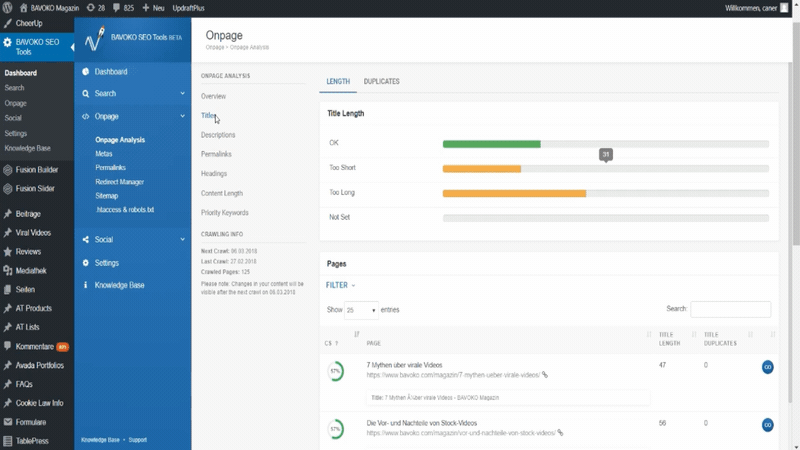 BAVOKO Magazin
28
825
Neu
UpdraftPlus
Willkommen, caner
CheerUp
BAVOKO SEO
Tools
Dashboard
Search
Onpage
Social
Settings
Knowledge Base
Fusion Builder
Fusion Slider
Beiträge
Viral Videos
Reviews
Mediathek
Seiten
AT Products
AT Lists
Kommentare
Avada Portfolios
FAQs
Cookie Law Info
Formulare
TablePress
BAVOKO SEO Tools BETA
Dashboard
Search
Onpage
Onpage Analysis
Metas
Permalinks
Redirect Manager
Sitemap
.htaccess & robots.txt
Social
Settings
Knowledge Base
Knowledge Base • Support
Onpage
Onpage • Onpage Analysis
ONPAGE ANALYSIS
Overview
Titles
Descriptions
Permalinks
Headings
Content Length
Priority Keywords
CRAWLING INFO
Next Crawl: 06.03.2018
Last Crawl: 27.02.2018
Crawled Pages: 125
Please note: Changes in your content will be
visible after the next crawl on 06.03.2018
LENGTH DUPLICATES
Title Length
OK
31
Too Short
Too Long
Not Set
Pages
FILTER
Show 25 entries
Search:
CS ? PAGE TITLE LENGTH TITLE DUPLICATES
57%
7 Mythen über virale Videos
47
0
GO
https://www.bavoko.com/magazin/7-mythen-ueber-virale-videos/
Title: 7 Mythen Ã¼ber virale Videos - BAVOKO Magazin
57%
Die Vor- und Nachteile von Stock-Videos
56
0
GO
https://www.bavoko.com/magazin/vor-und-nachteile-von-stock-videos/